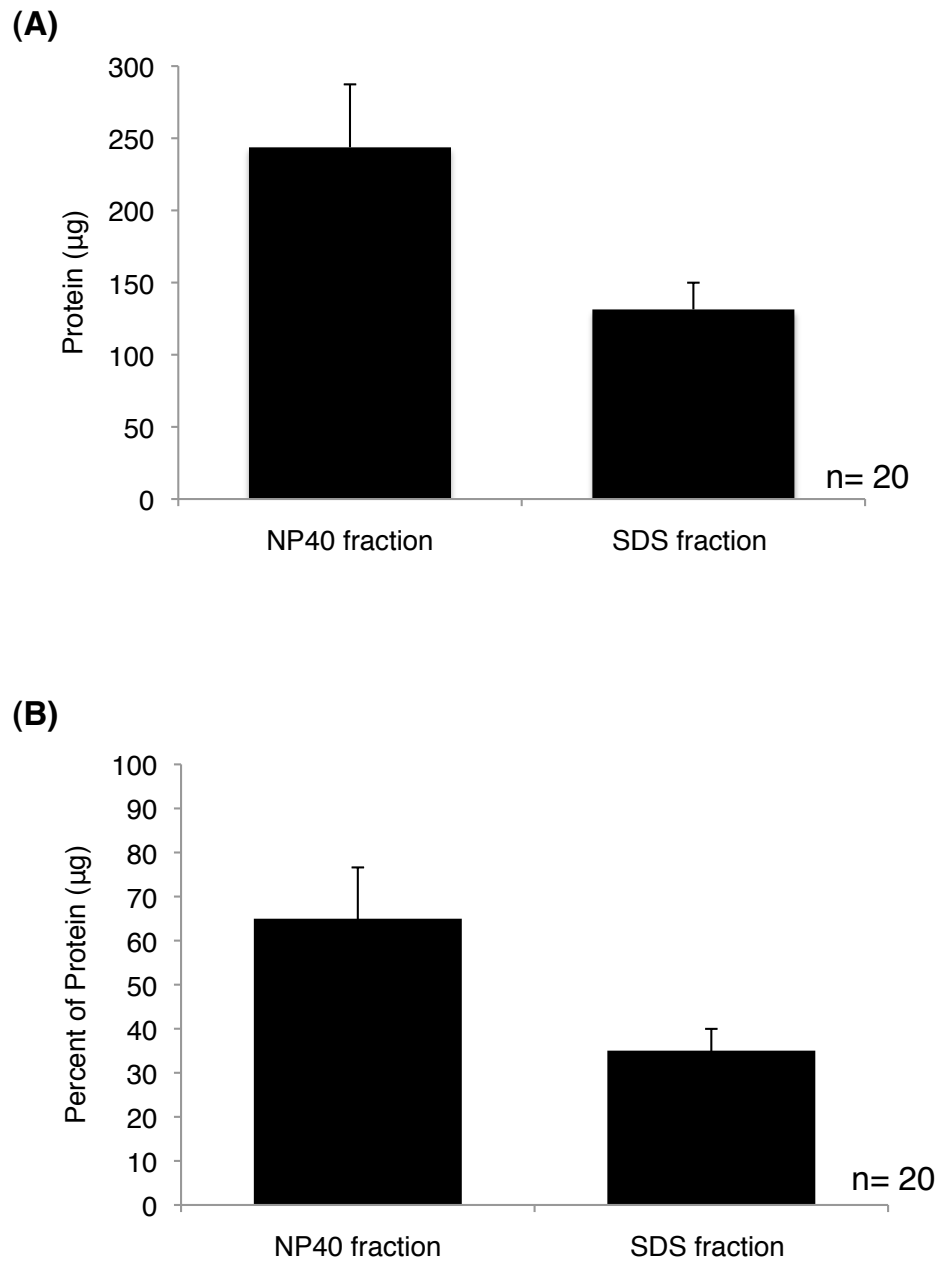 (A)
300
250
200
150
100
50
0
Protein (µg)
n= 20
NP40 fraction SDS fraction
(B)
100
90
80
70
60
50
40
30
20
10
0
Percent of Protein (µg)
n= 20
NP40 fraction SDS fraction